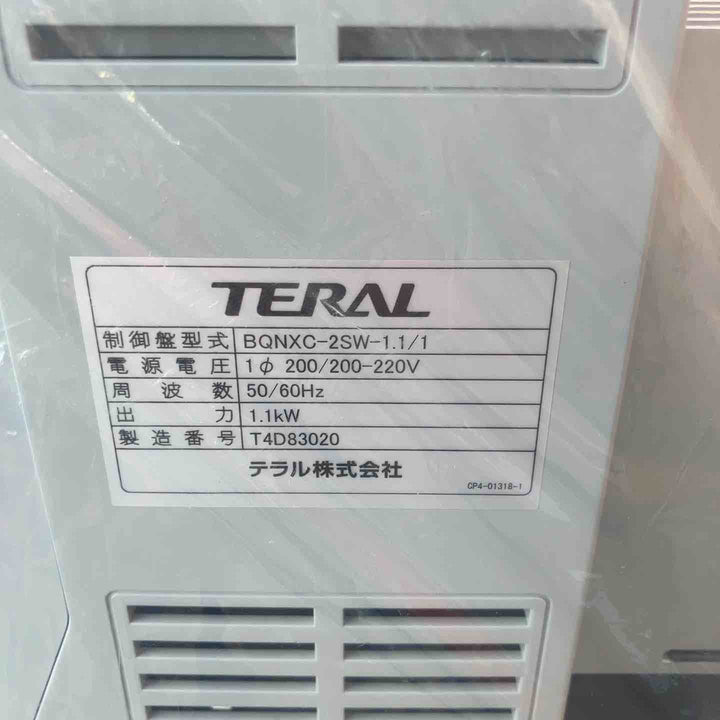 TERAL
制御盤型式 BQNXC-2SW-1.1/1
電源電圧 1φ 200/200-220V
周波数 50/60Hz
出力 1.1kW
製造番号 T4D83020
テラル株式会社
CP4-01318-1